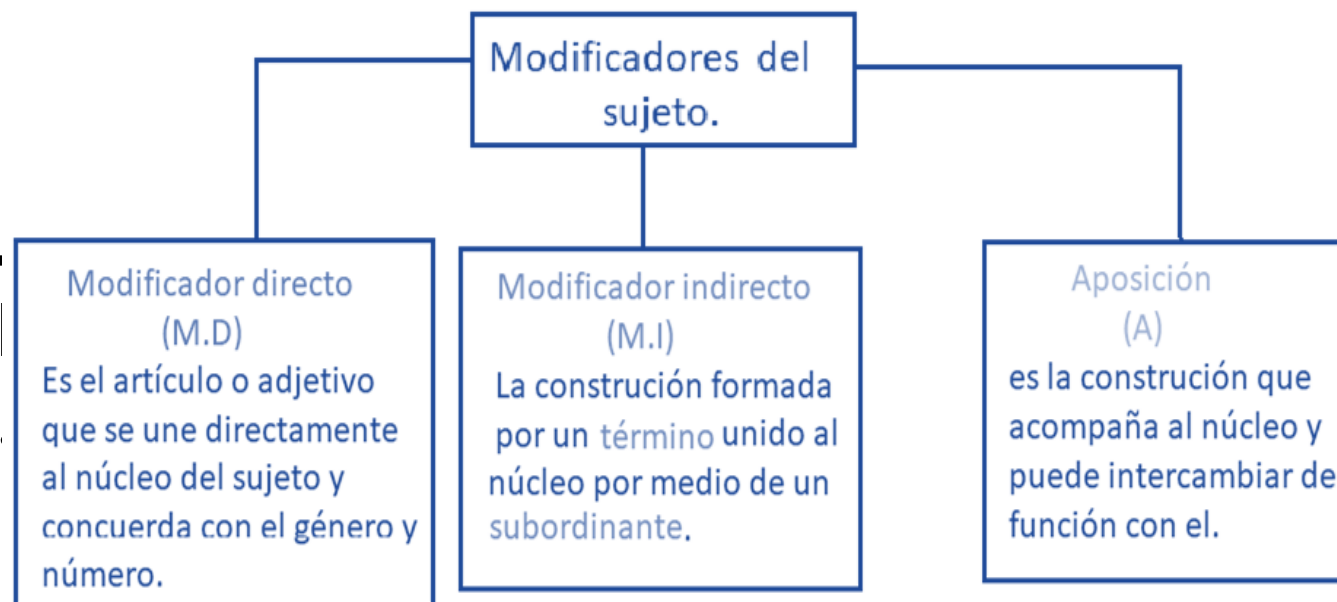 Modificadores del
sujeto.
Modificador directo
(M.D)
Es el artículo o adjetivo
que se une directamente
al núcleo del sujeto y
concuerda con el género y
número.
Modificador indirecto
(M.I)
La construción formada
por un término unido al
núcleo por medio de un
subordinante.
Aposición
(A)
es la construción que
acompaña al núcleo y
puede intercambiar de
función con el.